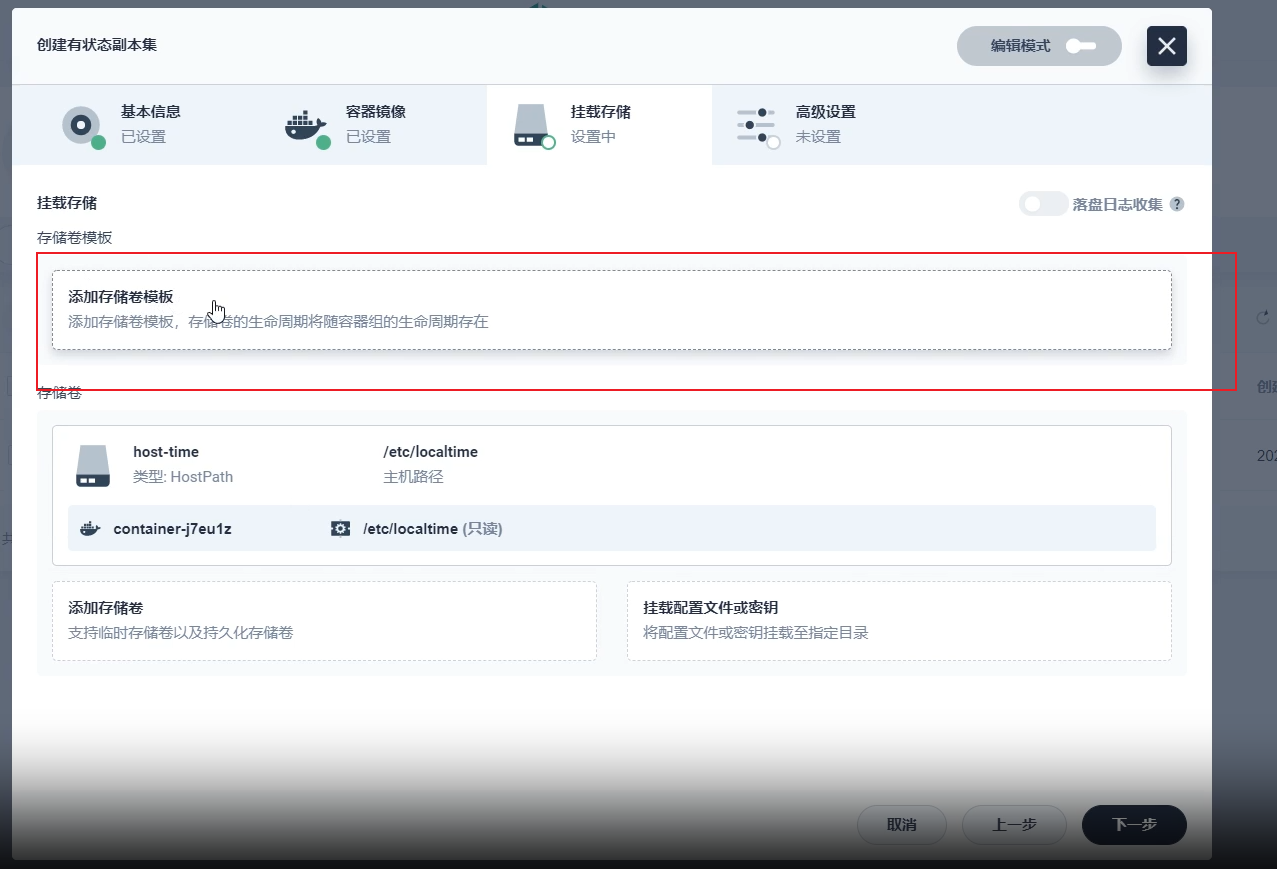 创建有状态副本集
编辑模式
基本信息
已设置
容器镜像
已设置
挂载存储
设置中
高级设置
未设置
挂载存储
落盘日志收集 ?
存储卷模板
添加存储卷模板
添加存储卷模板，存储卷的生命周期将随容器组的生命周期存在
存储卷
host-time
类型: HostPath
/etc/localtime
主机路径
container-j7eu1z
/etc/localtime (只读)
添加存储卷
支持临时存储卷以及持久化存储卷
挂载配置文件或密钥
将配置文件或密钥挂载至指定目录
取消
上一步
下一步